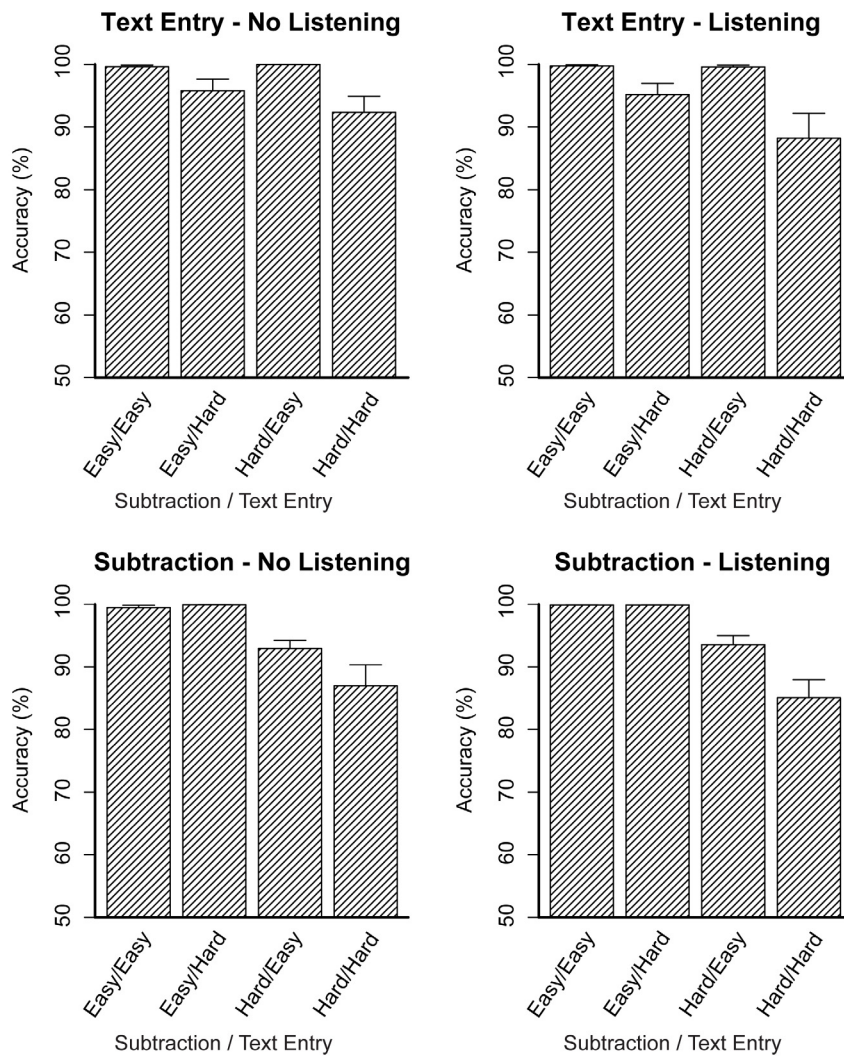 Text Entry - No Listening
Accuracy (%)
100
90
80
70
60
50
Easy/Easy
Easy/Hard
Hard/Easy
Hard/Hard
Subtraction / Text Entry
Text Entry - Listening
Accuracy (%)
100
90
80
70
60
50
Easy/Easy
Easy/Hard
Hard/Easy
Hard/Hard
Subtraction / Text Entry
Subtraction - No Listening
Accuracy (%)
100
90
80
70
60
50
Easy/Easy
Easy/Hard
Hard/Easy
Hard/Hard
Subtraction / Text Entry
Subtraction - Listening
Accuracy (%)
100
90
80
70
60
50
Easy/Easy
Easy/Hard
Hard/Easy
Hard/Hard
Subtraction / Text Entry